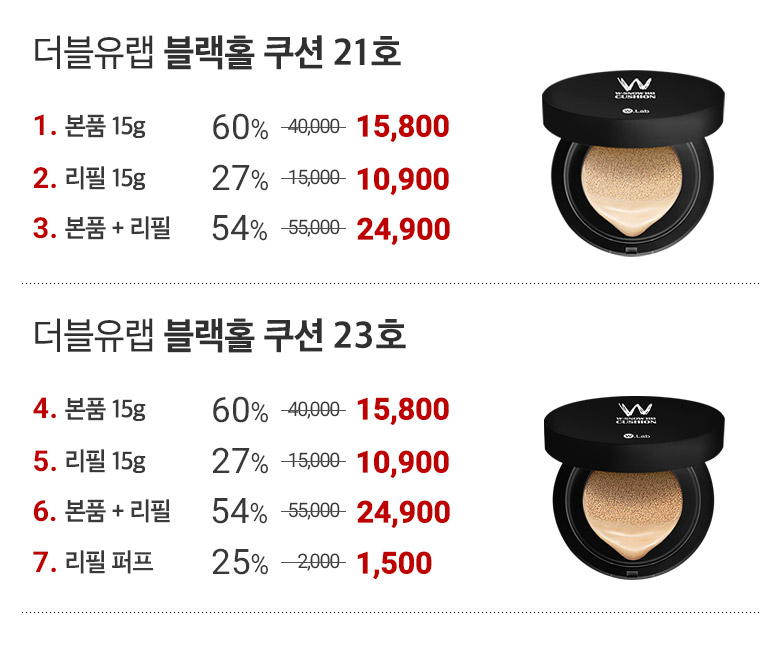 더블유랩 블랙홀 쿠션 21호
1. 본품 15g 60% 40,000 15,800
2. 리필 15g 27% 15,000 10,900
3. 본품 + 리필 54% 55,000 24,900
W
W-SNOW BB
CUSHION
W.Lab
더블유랩 블랙홀 쿠션 23호
4. 본품 15g 60% 40,000 15,800
5. 리필 15g 27% 15,000 10,900
6. 본품 + 리필 54% 55,000 24,900
7. 리필 퍼프 25% 2,000 1,500
W
W-SNOW BB
CUSHION
W.Lab